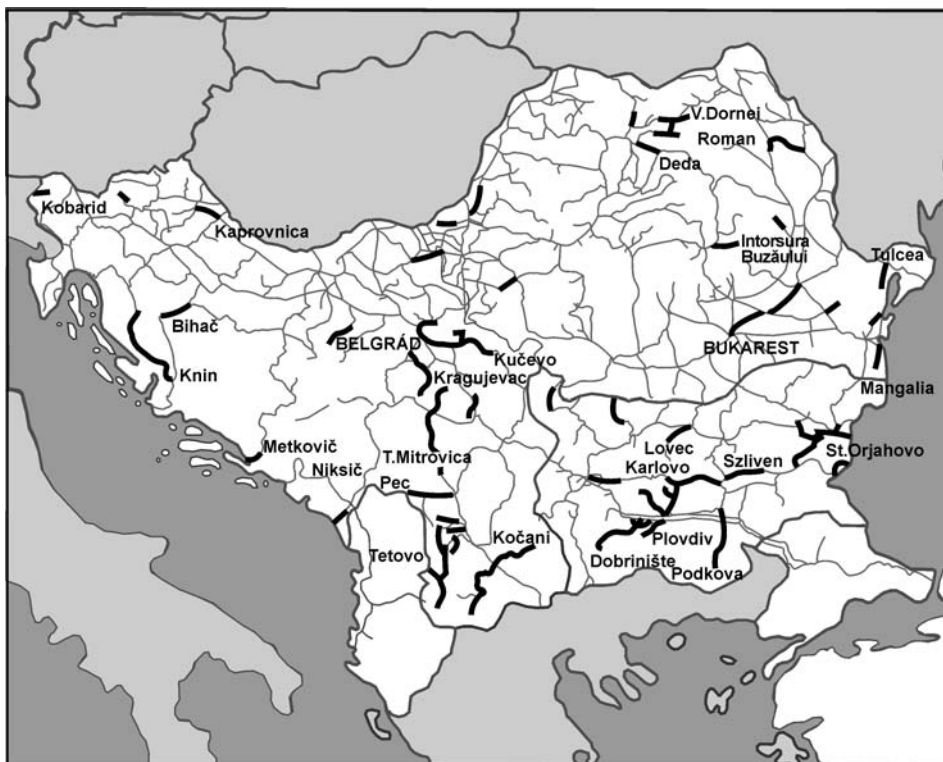 V.Dornei
Roman
Deda
Kobarid
Kaprovnica
Intorsura
Buzăului
Tulcea
Bihač
BELGRÁD
BUKAREST
Kučevo
Knin
Kragujevac
Mangalia
Metkovič
Lovec
St.Orjahovo
T.Mitrovica
Karlovo
Szliven
Niksič
Pec
Kočani
Plovdiv
Tetovo
Dobrinište
Podkova